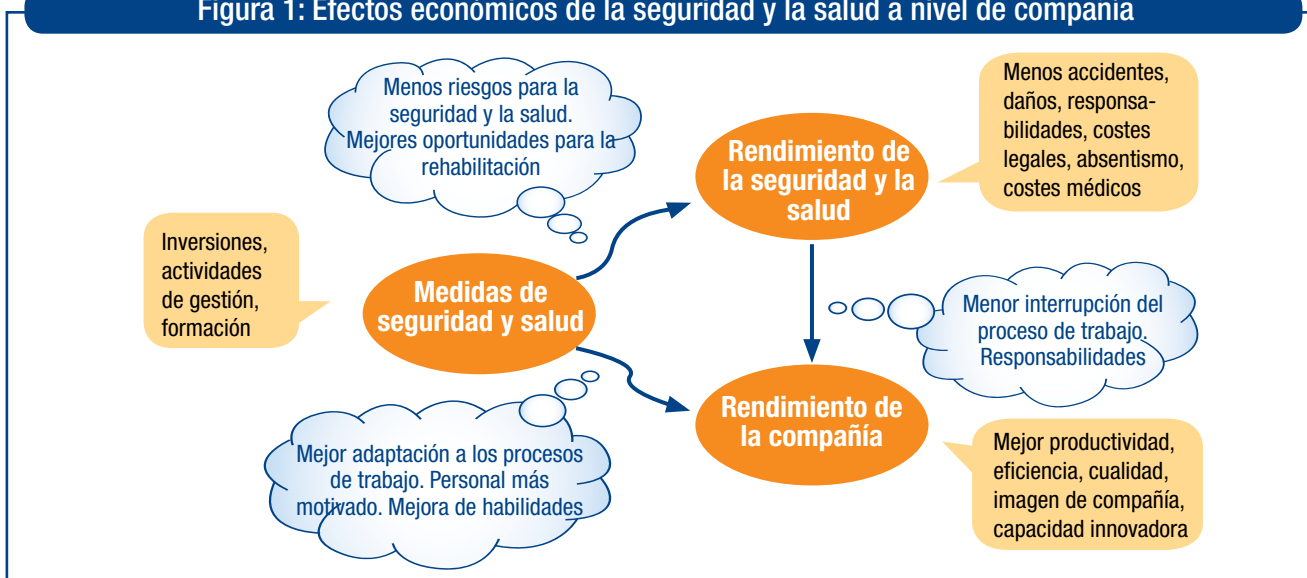 Figura 1: Efectos económicos de la seguridad y la salud a nivel de compañía
Menos riesgos para la
seguridad y la salud.
Mejores oportunidades para la
rehabilitación
Rendimiento de
la seguridad y la
salud
Menos accidentes,
daños, responsa-
bilidades, costes
legales, absentismo,
costes médicos
Inversiones,
actividades
de gestión,
formación
Medidas de
seguridad y salud
Menor interrupción del
proceso de trabajo.
Responsabilidades
Mejor adaptación a los procesos
de trabajo. Personal más
motivado. Mejora de habilidades
Rendimiento de
la compañía
Mejor productividad,
eficiencia, cualidad,
imagen de compañía,
capacidad innovadora